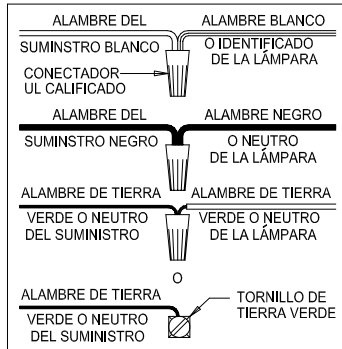 ALAMBRE DEL ALAMBRE BLANCO
SUMINSTRO BLANCO O IDENTIFICADO
DE LA LÁMPARA
CONECTADOR
UL CALIFICADO
ALAMBRE DEL ALAMBRE NEGRO
SUMINSTRO NEGRO O NEUTRO
DE LA LÁMPARA
ALAMBRE DE TIERRA ALAMBRE DE TIERRA
VERDE O NEUTRO VERDE O NEUTRO
DEL SUMINISTRO DE LA LÁMPARA
O
ALAMBRE DE TIERRA TORNILLO DE
VERDE O NEUTRO TIERRA VERDE
DEL SUMINISTRO